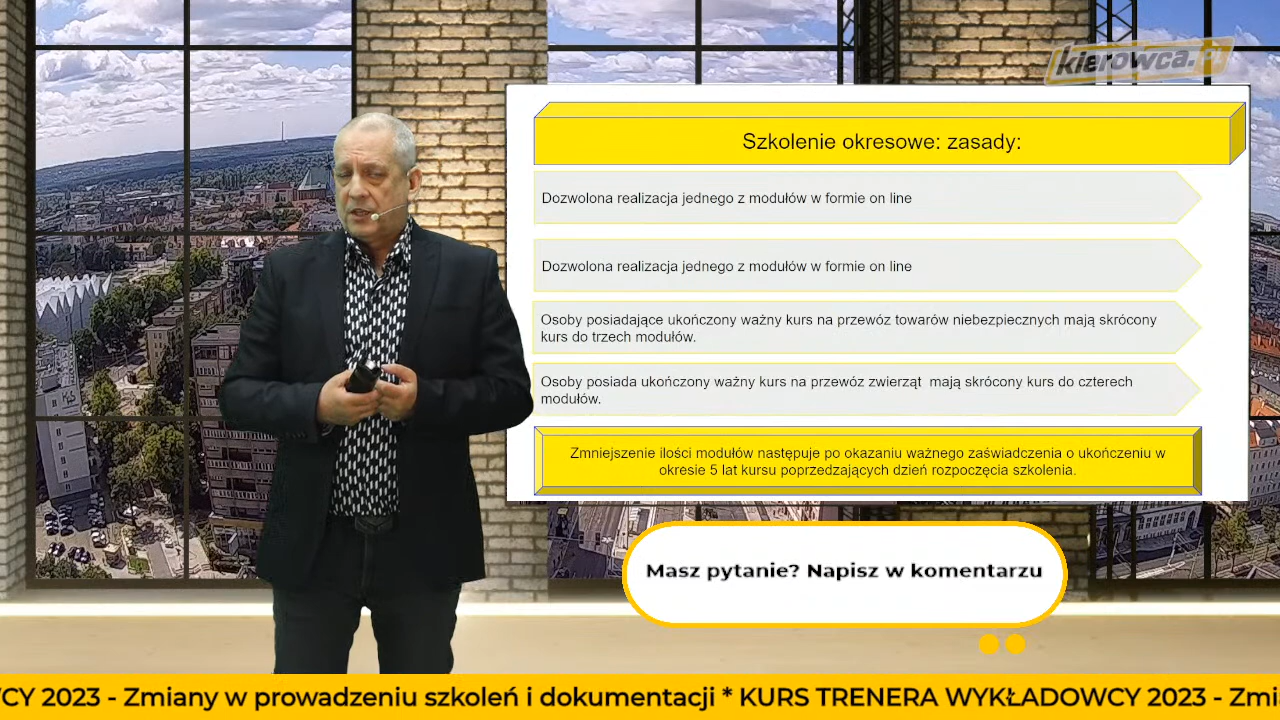 kierowca.pl
Szkolenie okresowe: zasady:
Dozwolona realizacja jednego z modułów w formie on line
Dozwolona realizacja jednego z modułów w formie on line
Osoby posiadające ukończony ważny kurs na przewóz towarów niebezpiecznych mają skrócony
kurs do trzech modułów.
Osoby posiada ukończony ważny kurs na przewóz zwierząt  mają skrócony kurs do czterech
modułów.
Zmniejszenie ilości modułów następuje po okazaniu ważnego zaświadczenia o ukończeniu w
okresie 5 lat kursu poprzedzających dzień rozpoczęcia szkolenia.
Masz pytanie? Napisz w komentarzu
WCY 2023 - Zmiany w prowadzeniu szkoleń i dokumentacji * KURS TRENERA WYKŁADOWCY 2023 - Zmi